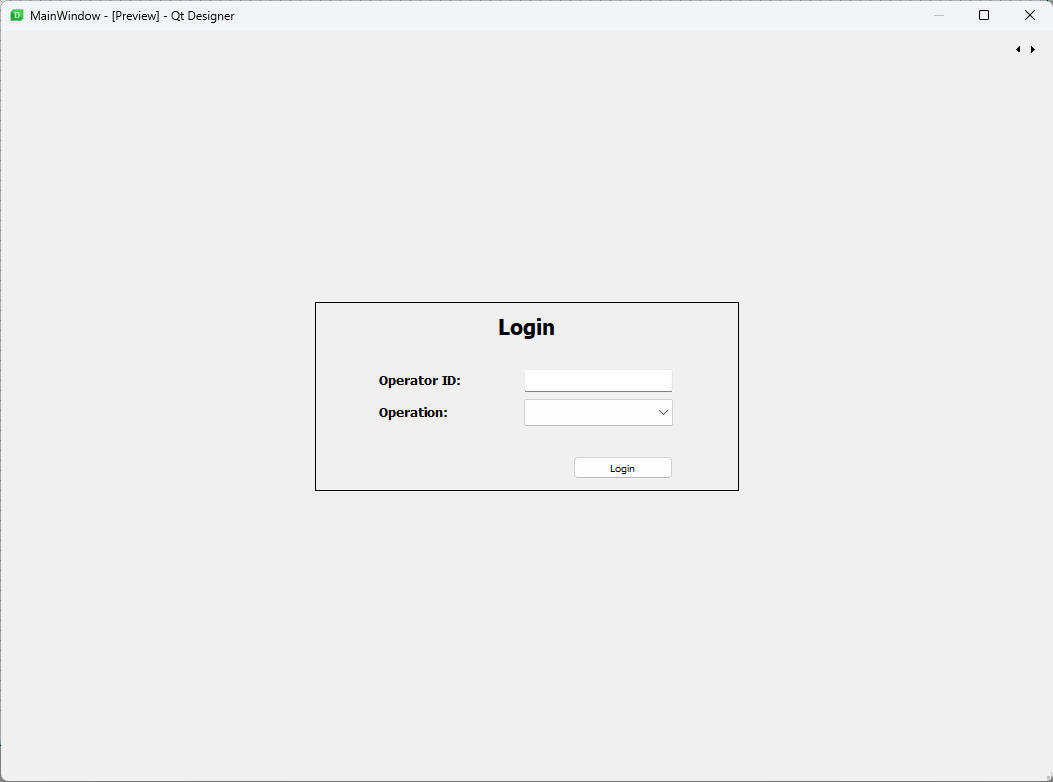 MainWindow - [Preview] - Qt Designer
Login
Operator ID:
Operation:
Login